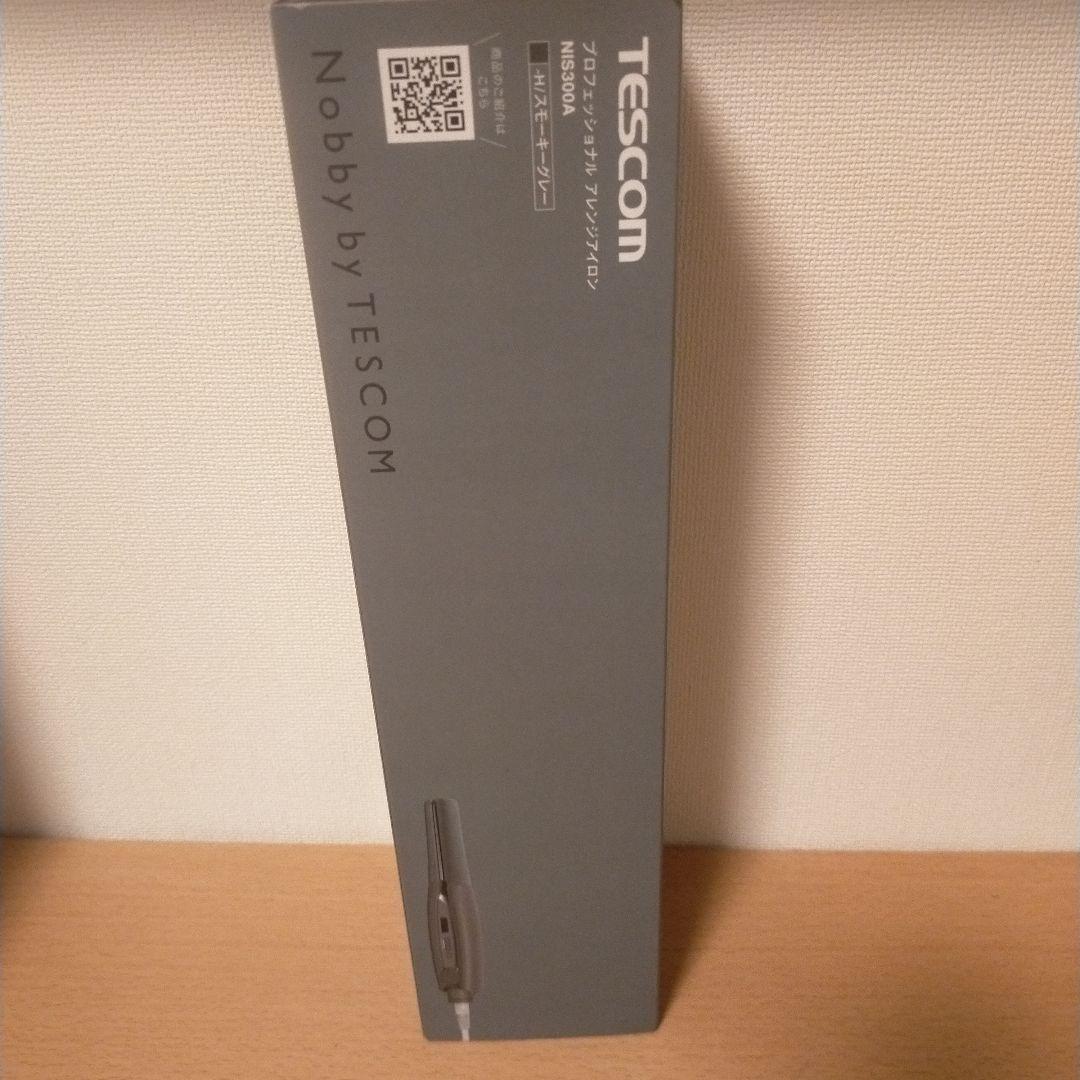 TESCOM
プロフェッショナル アレンジアイロン
NIS300A
-H/スモーキーグレー
商品のご紹介は
こちら
Nobby by TESCOM